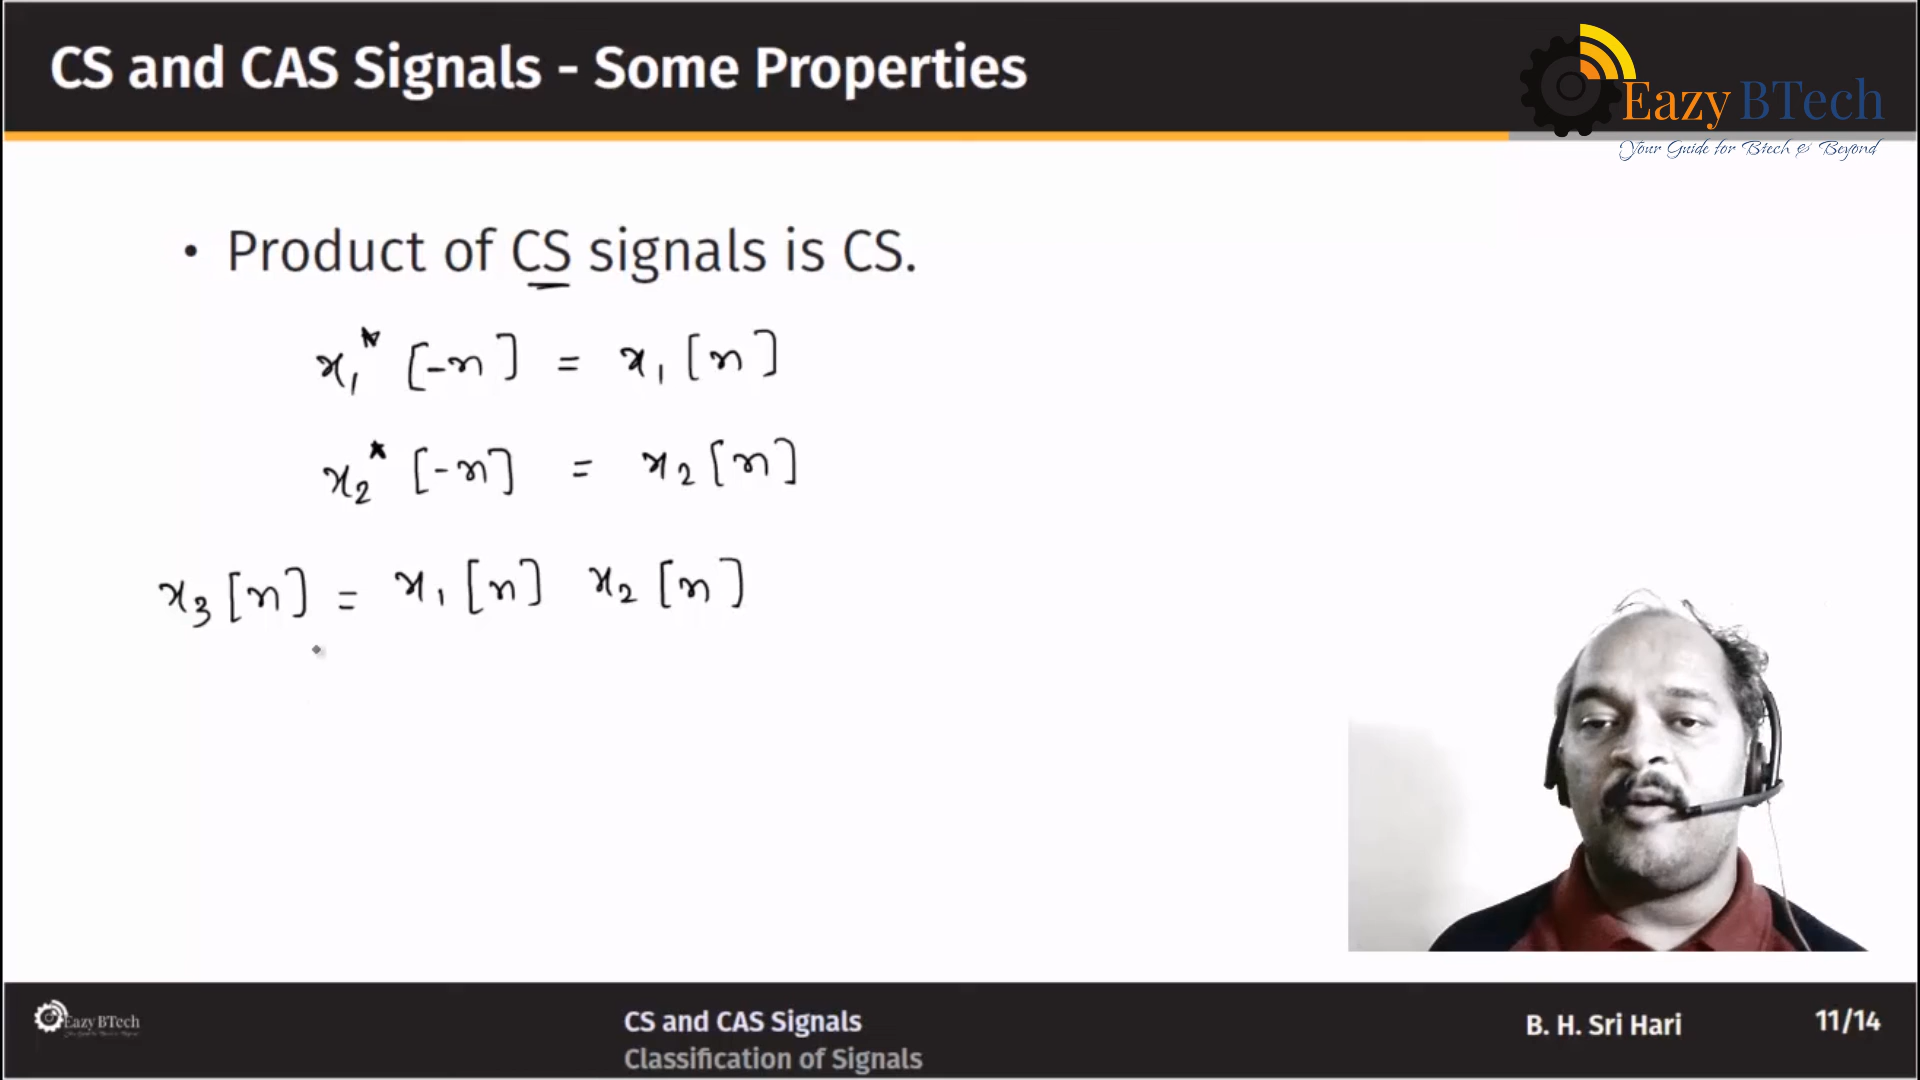 CS and CAS Signals - Some Properties
Eazy BTech
Your Guide for Btech & Beyond
• Product of CS signals is CS.
x₁* [-n] = x₁ [n]
x₂* [-n] = x₂ [n]
x₃ [n] = x₁ [n] x₂ [n]
Eazy BTech
CS and CAS Signals
Classification of Signals
B. H. Sri Hari
11/14